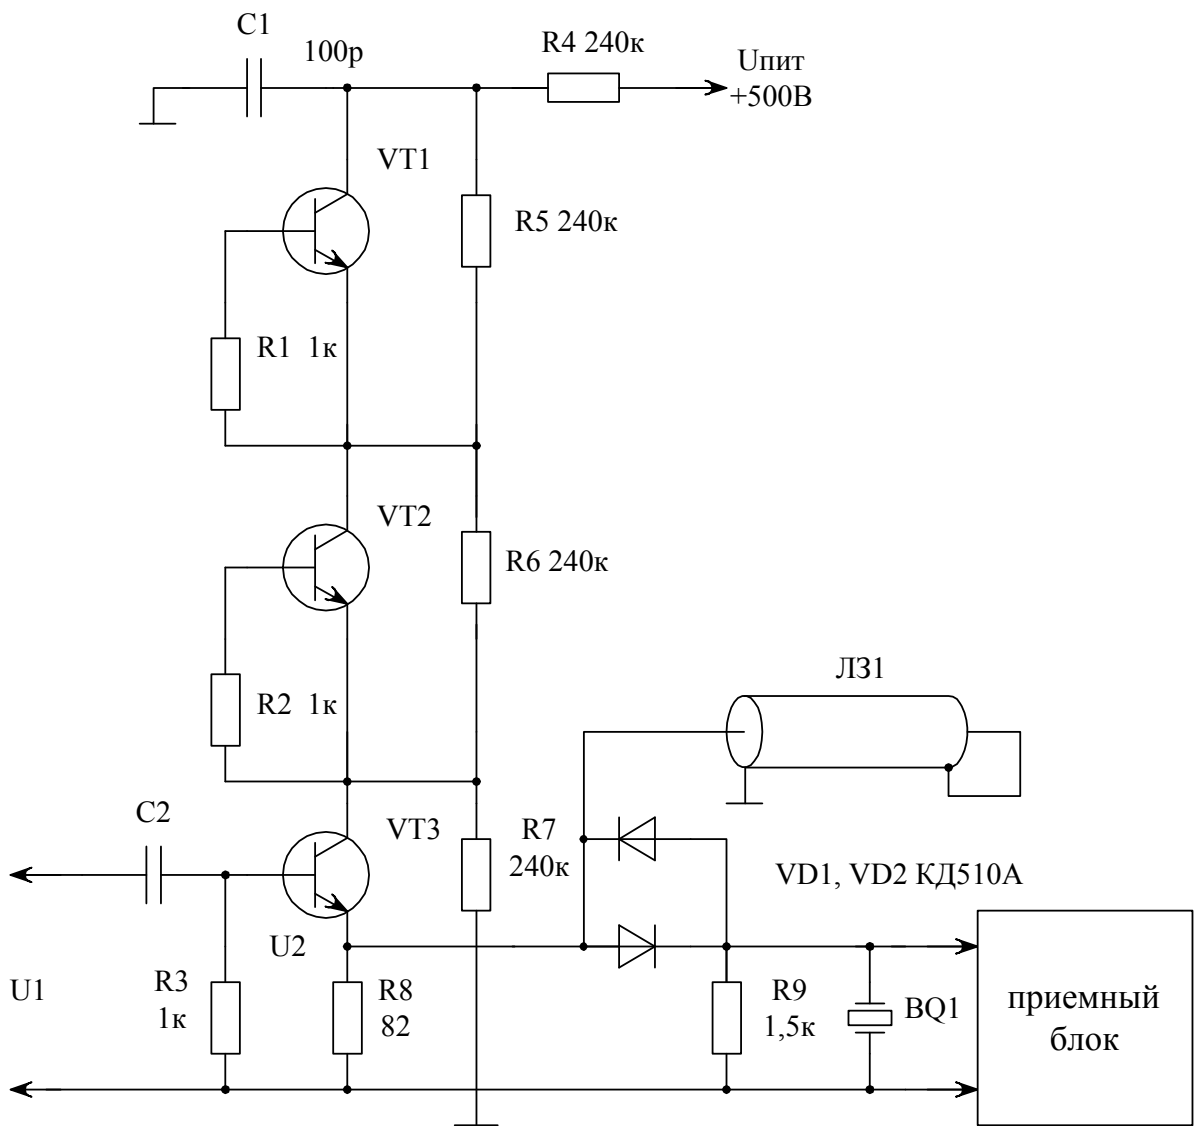 C1
100p
R4 240к
Uпит
+500В
VT1
R5 240к
R1 1к
VT2
R6 240к
R2 1к
ЛЗ1
C2
VT3
R7
240к
VD1, VD2 КД510А
U2
U1
R3
1к
R8
82
R9
1,5к
BQ1
приемный
блок